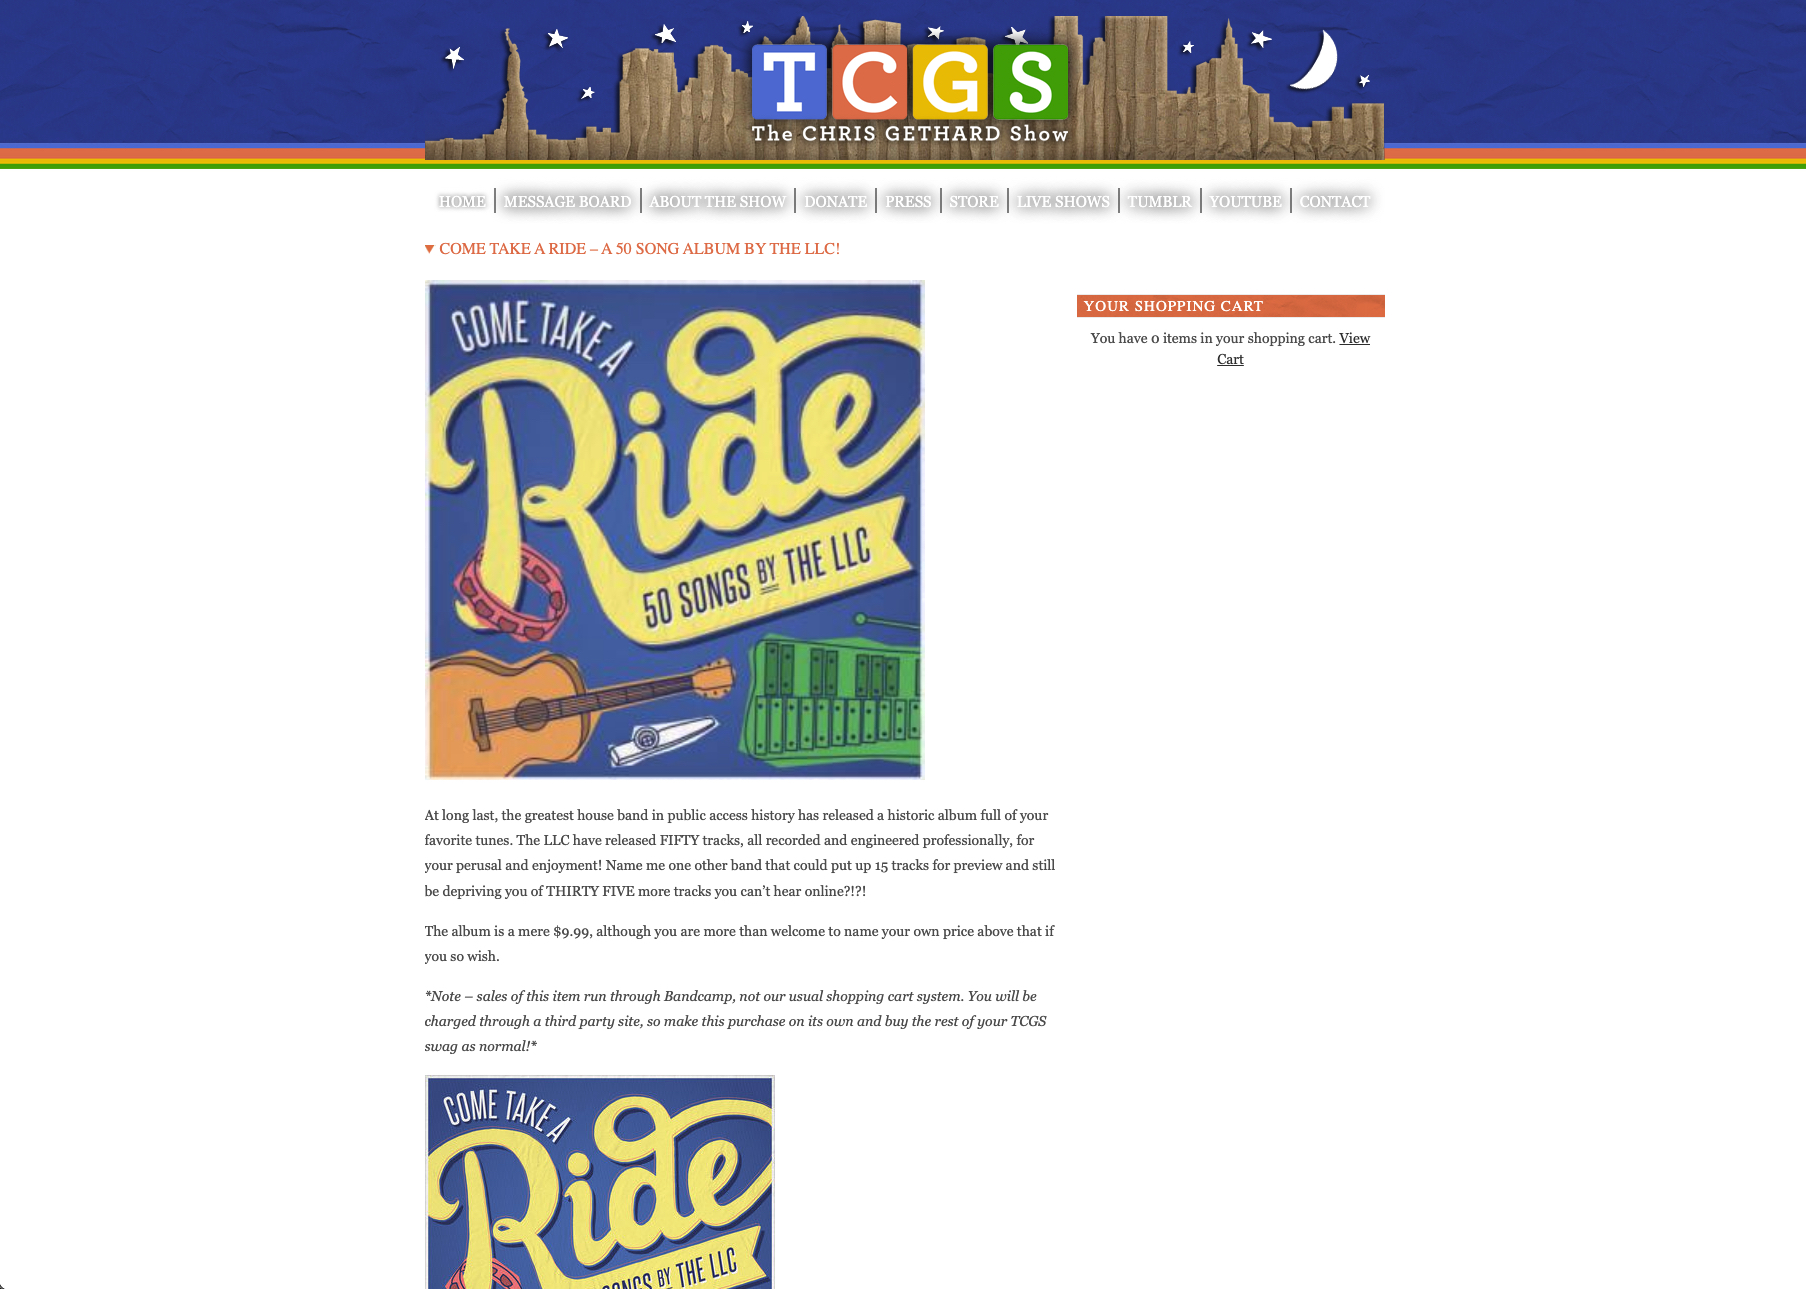 TCGS
The CHRIS GETHARD Show
HOME MESSAGE BOARD ABOUT THE SHOW DONATE PRESS STORE LIVE SHOWS TUMBLR YOUTUBE CONTACT
COME TAKE A RIDE – A 50 SONG ALBUM BY THE LLC!
COME TAKE A
Ride
50 SONGS BY THE LLC
YOUR SHOPPING CART
You have 0 items in your shopping cart. View
Cart
At long last, the greatest house band in public access history has released a historic album full of your
favorite tunes. The LLC have released FIFTY tracks, all recorded and engineered professionally, for
your perusal and enjoyment! Name me one other band that could put up 15 tracks for preview and still
be depriving you of THIRTY FIVE more tracks you can’t hear online?!?!
The album is a mere $9.99, although you are more than welcome to name your own price above that if
you so wish.
*Note – sales of this item run through Bandcamp, not our usual shopping cart system. You will be
charged through a third party site, so make this purchase on its own and buy the rest of your TCGS
swag as normal!*
COME TAKE A
Ride
SONGS BY THE LLC